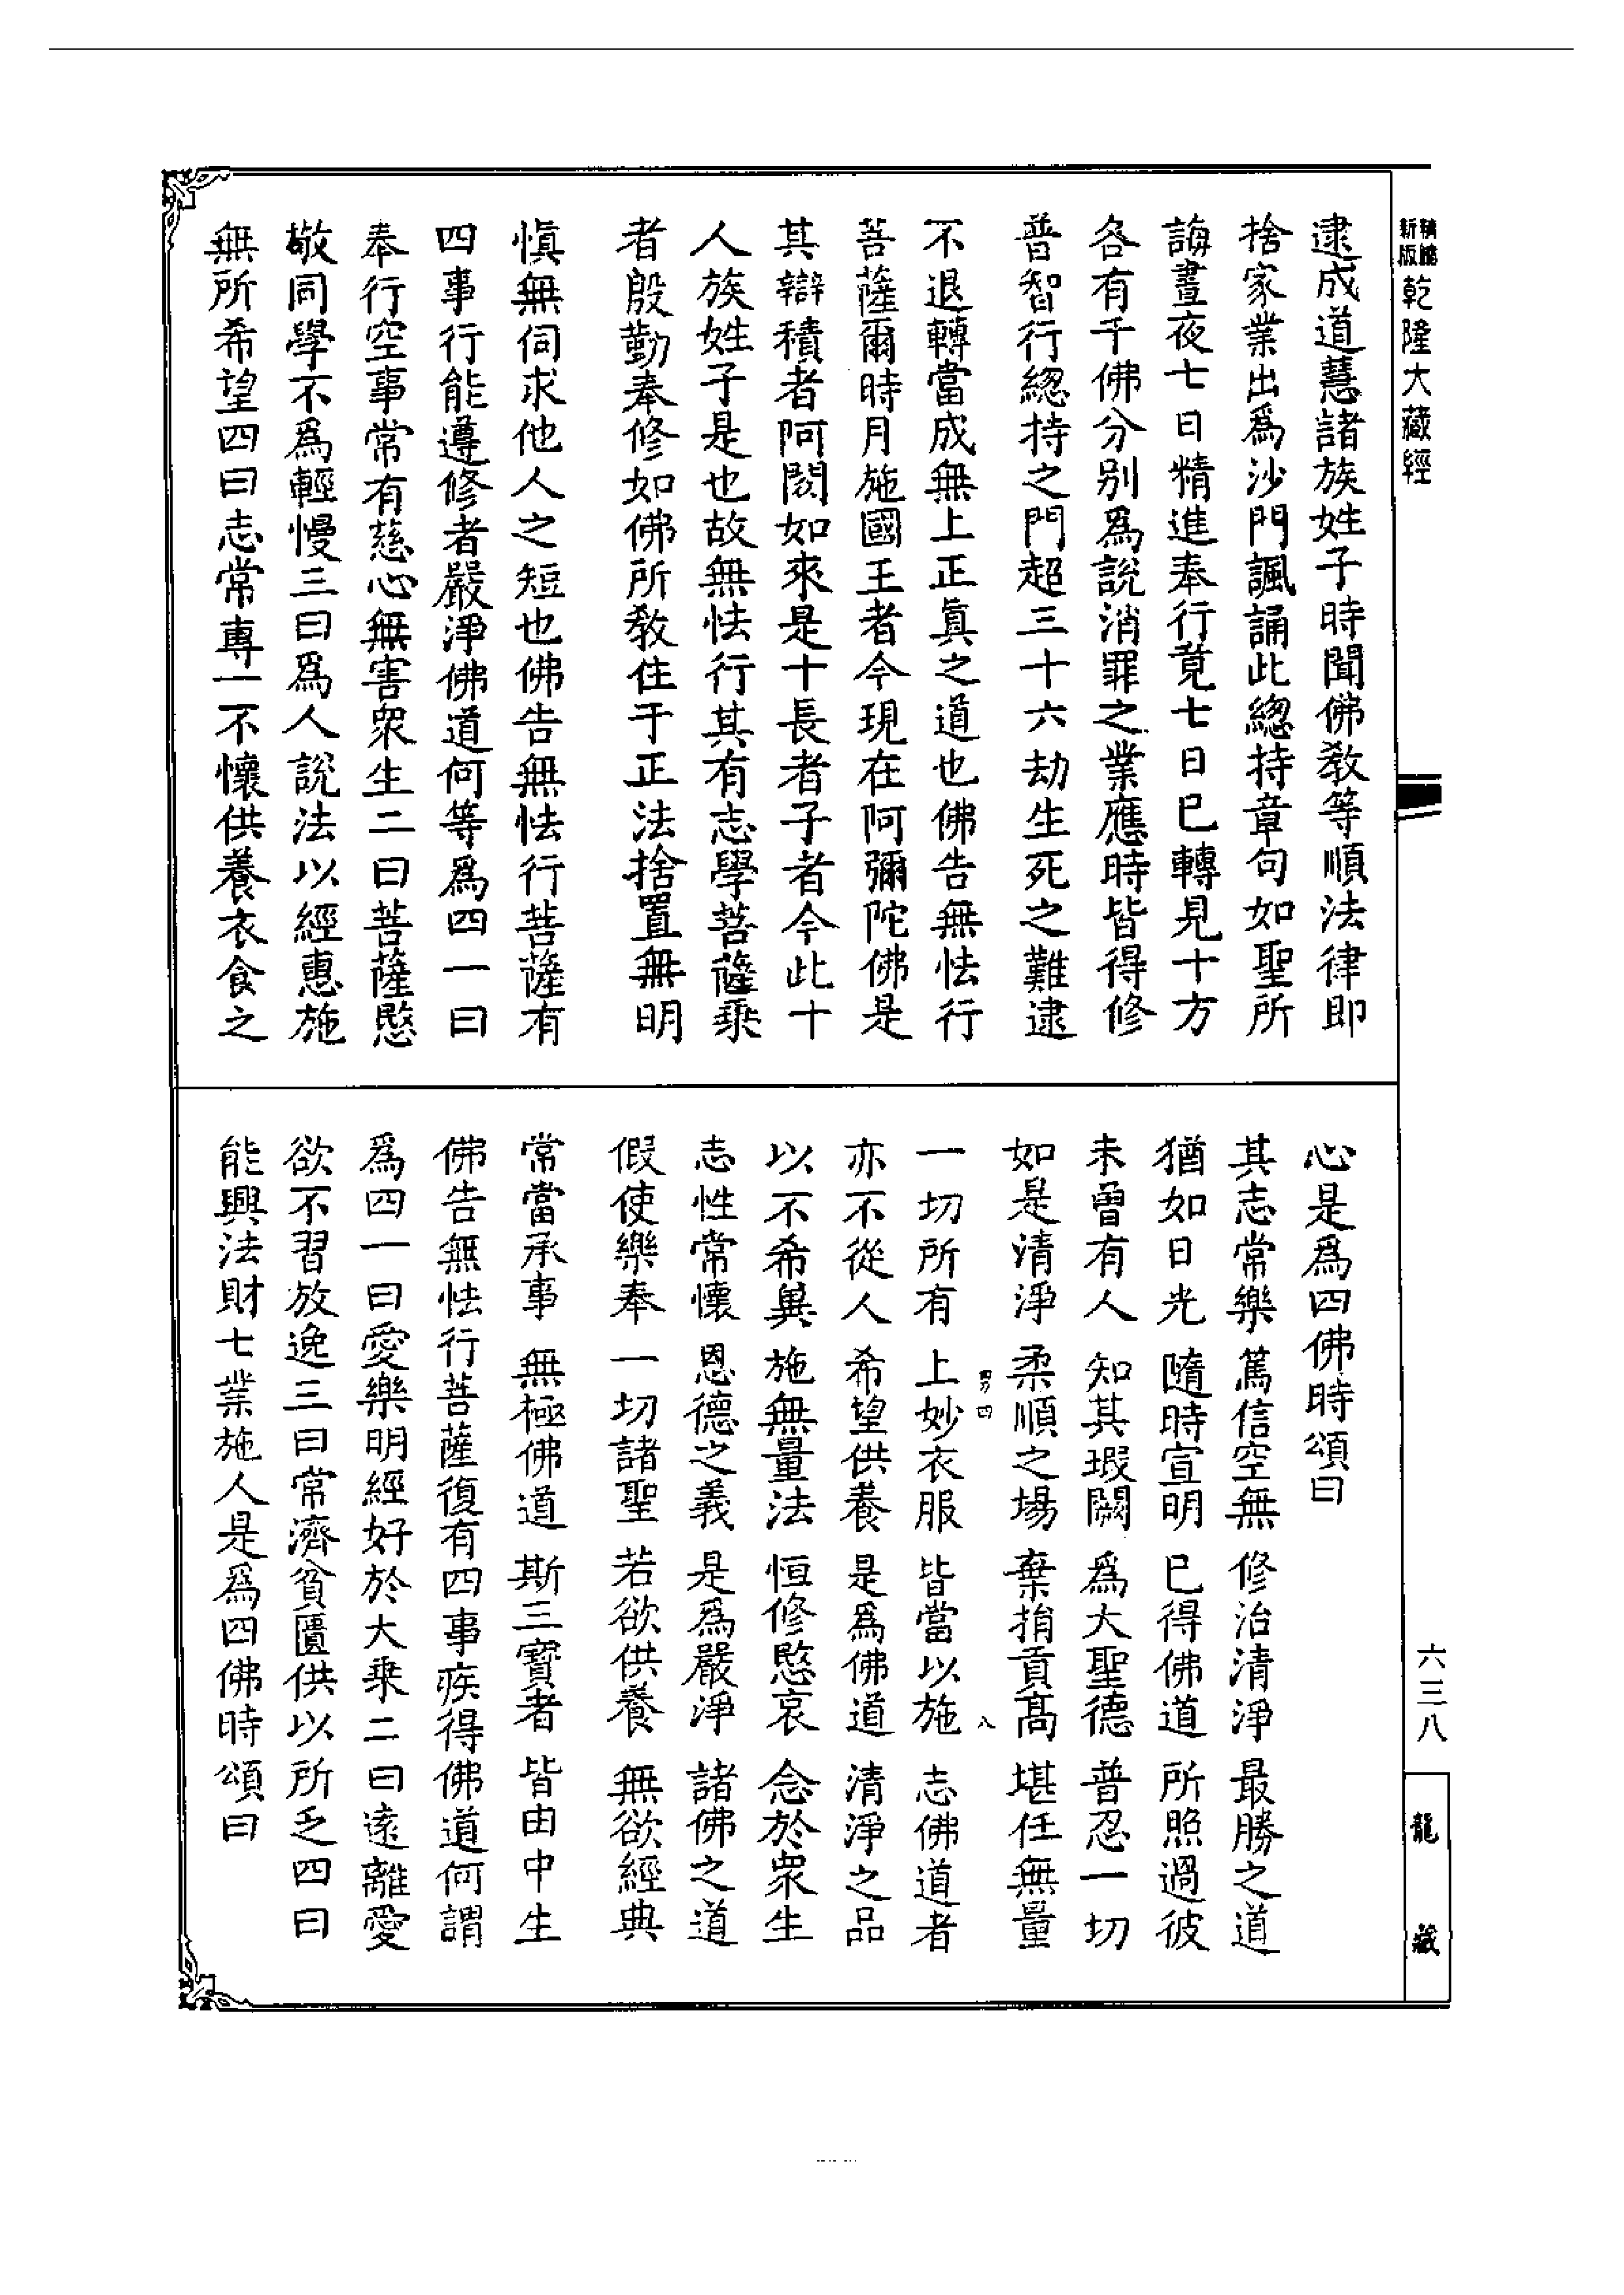 精縮新版乾隆大藏經
逮成道慧諸族姓子時聞佛教等順法律即
捨家業出爲沙門諷誦此緫持章句如聖所
誨晝夜七日精進奉行竟七日已轉見十方
各有千佛分别爲説消罪之業應時皆得修
普智行緫持之門超三十六劫生死之難逮
不退轉當成無上正眞之道也佛告無怯行
菩薩爾時月施國王者今現在阿彌陀佛是
其辯積者阿閦如來是十長者子者今此十
人族姓子是也故無怯行其有志學菩薩乘
者殷勤奉修如佛所教住于正法捨置無明
慎無伺求他人之短也佛告無怯行菩薩有
四事行能遵修者嚴淨佛道何等爲四一曰
奉行空事常有慈心無害衆生二曰菩薩愍
敬同學不爲輕慢三曰爲人說法以經惠施
無所希望四曰志常專一不懷供養衣食之
心是爲四佛時頌曰
其志常樂 篤信空無 修治清淨 最勝之道
猶如日光 隨時宣明 已得佛道 所照過彼
未曾有人 知其瑕闕 爲大聖德 普忍一切
如是清淨 柔順之場 棄捐貢高 堪任無量
四 八
一切所有 上妙衣服 皆當以施 志佛道者
亦不從人 希望供養 是爲佛道 清淨之品
以不希兾 施無量法 恒修愍哀 念於衆生
志性常懷 恩德之義 是爲嚴淨 諸佛之道
假使樂奉 一切諸聖 若欲供養 無欲經典
常當承事 無極佛道 斯三寳者 皆由中生
佛告無怯行菩薩復有四事疾得佛道何謂
爲四一曰愛樂明經好於大乘二曰遠離愛
欲不習放逸三曰常濟貧匱供以所乏四曰
能興法財七業施人是爲四佛時頌曰
六三八
龍藏